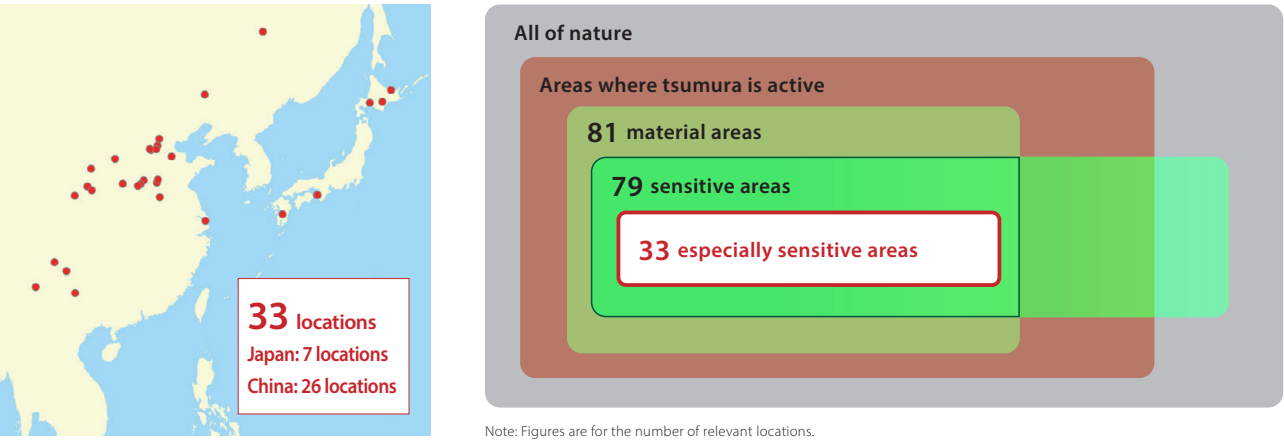 33 locations
Japan: 7 locations
China: 26 locations
All of nature
Areas where tsumura is active
81 material areas
79 sensitive areas
33 especially sensitive areas
Note: Figures are for the number of relevant locations.